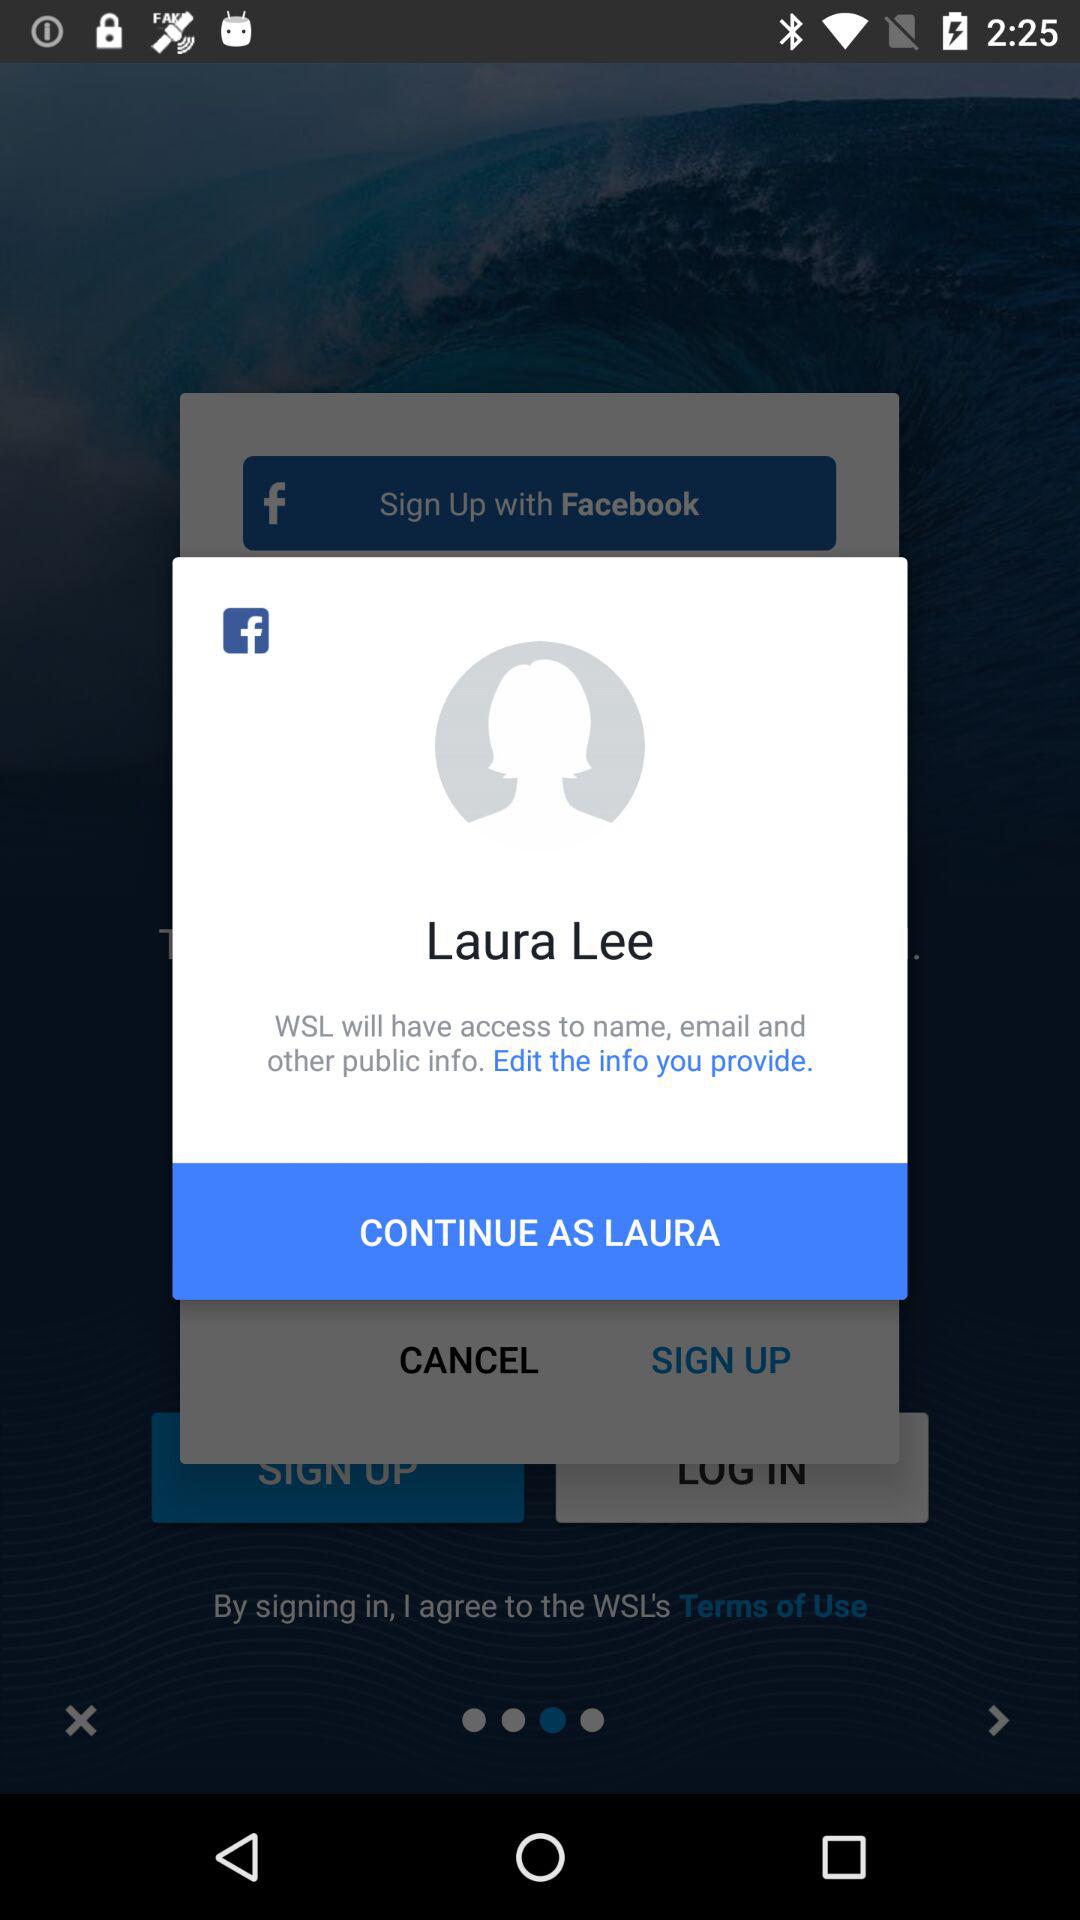 FAKE
2:25
Sign Up with Facebook
Laura Lee
WSL will have access to name, email and
other public info. Edit the info you provide.
CONTINUE AS LAURA
CANCEL SIGN UP
SIGN UP LOG IN
By signing in, I agree to the WSL's Terms of Use